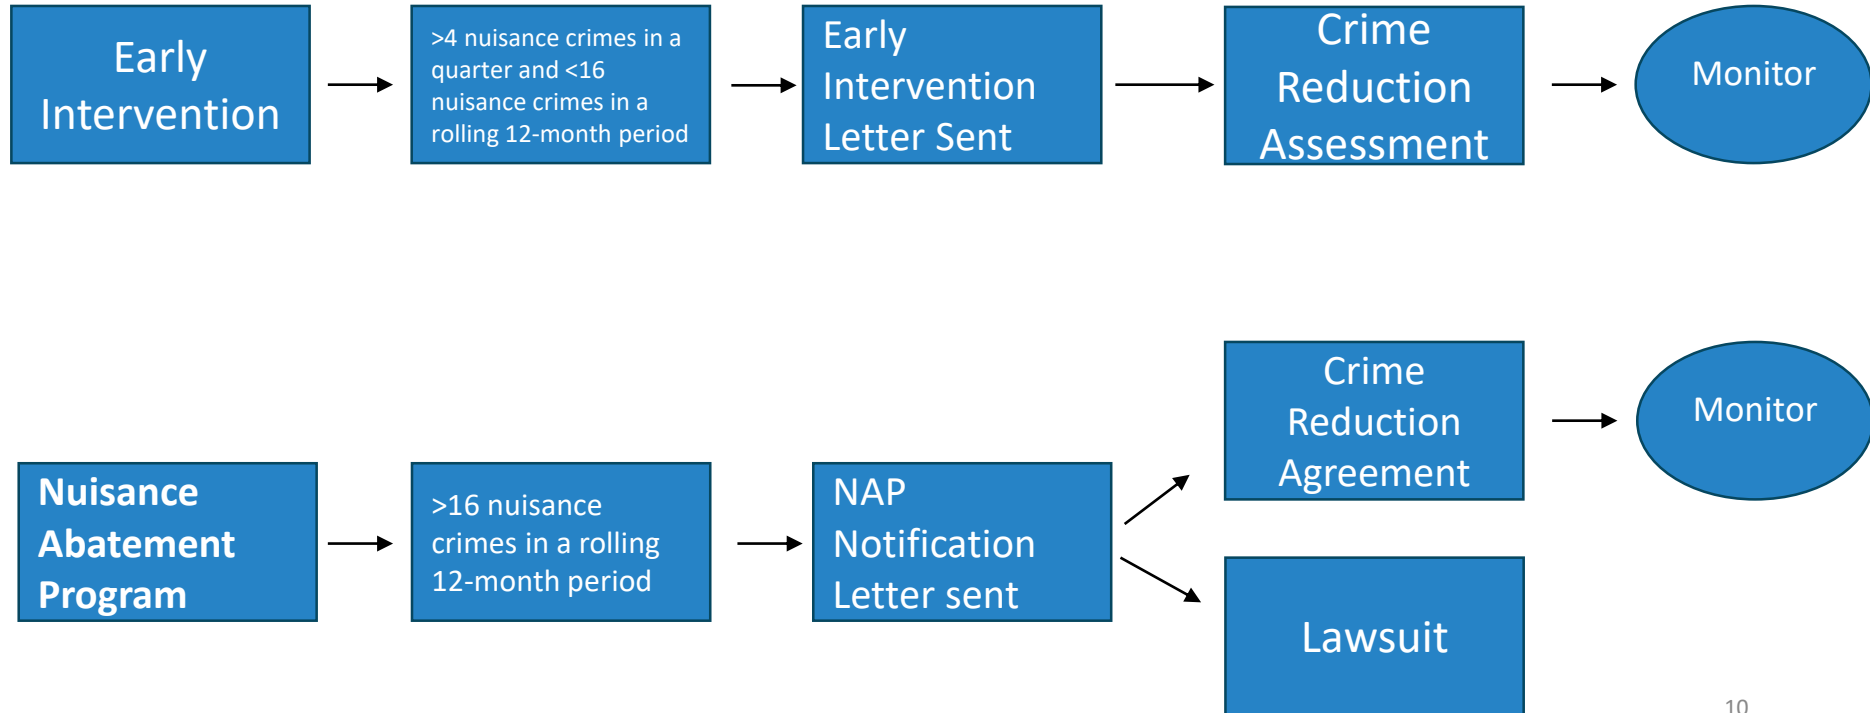 Early
Intervention
>4 nuisance crimes in a
quarter and <16
nuisance crimes in a
rolling 12-month period
Early
Intervention
Letter Sent
Crime
Reduction
Assessment
Monitor
Nuisance
Abatement
Program
>16 nuisance
crimes in a rolling
12-month period
NAP
Notification
Letter sent
Crime
Reduction
Agreement
Monitor
Lawsuit
10